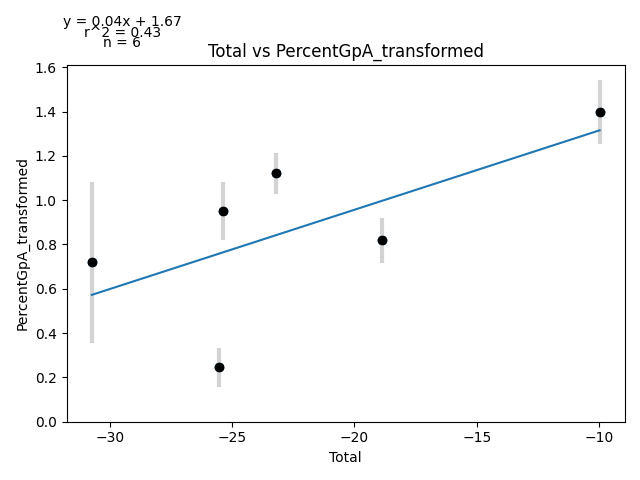 y = 0.04x + 1.67
r^2 = 0.43
n = 6
Total vs PercentGpA_transformed
1.6
1.4
1.2
1.0
0.8
0.6
0.4
0.2
0.0
PercentGpA_transformed
−30
−25
−20
−15
−10
Total